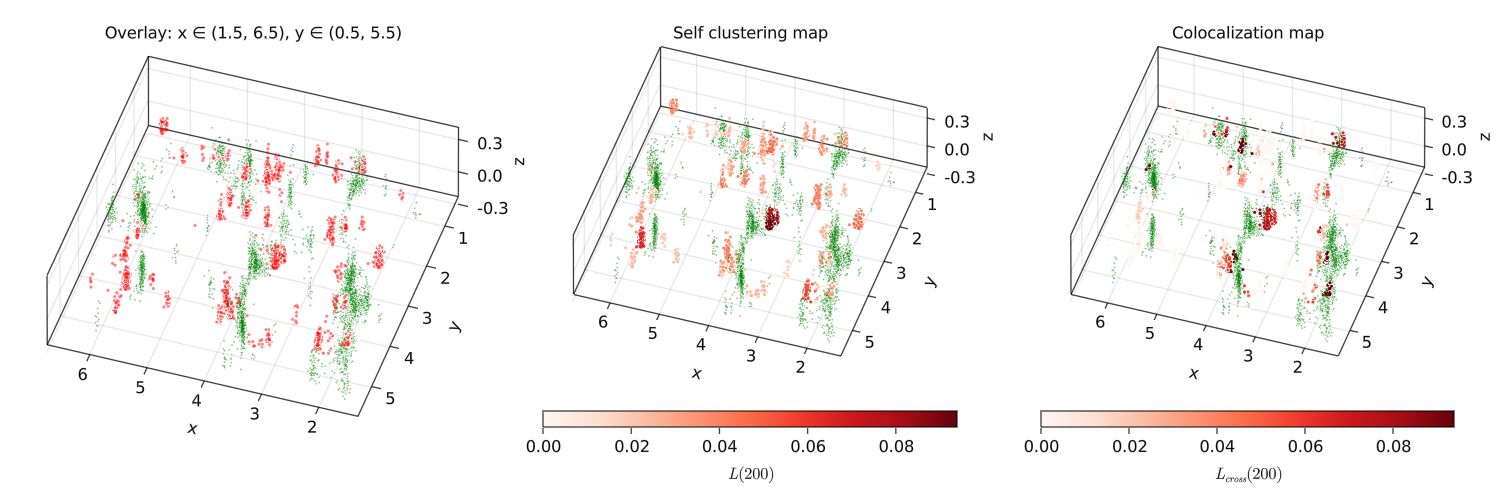 Overlay: x ∈ (1.5, 6.5), y ∈ (0.5, 5.5)
0.3
0.0
-0.3
z
1
2
3
4
5
y
6
5
4
3
2
x
Self clustering map
0.3
0.0
-0.3
z
1
2
3
4
5
y
6
5
4
3
2
x
0.00 0.02 0.04 0.06 0.08
L(200)
Colocalization map
0.3
0.0
-0.3
z
1
2
3
4
5
y
6
5
4
3
2
x
0.00 0.02 0.04 0.06 0.08
L_cross(200)